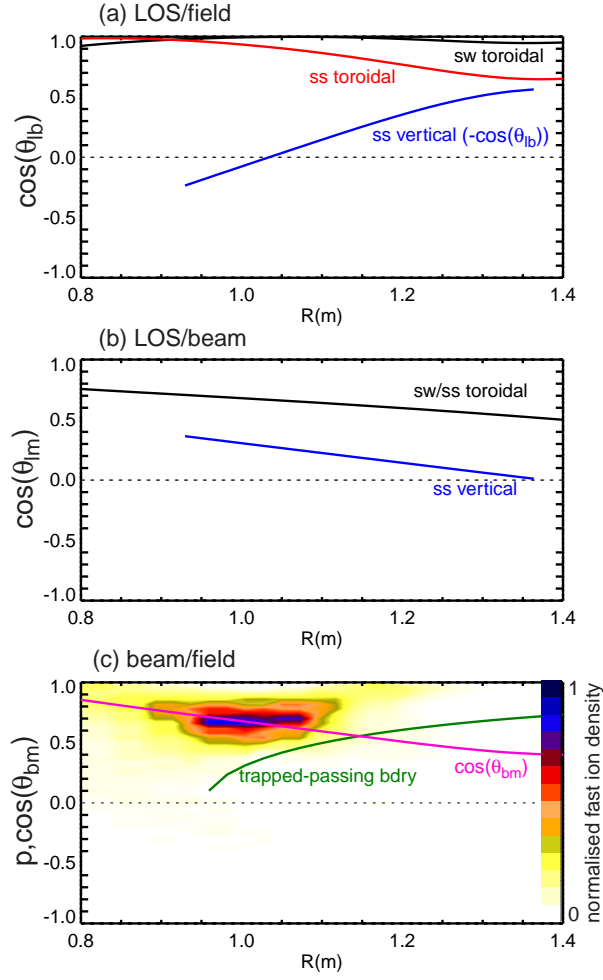 (a) LOS/field
1.0
0.5
0.0
-0.5
-1.0
cos(θlb)
sw toroidal
ss toroidal
ss vertical (-cos(θlb))
0.8 1.0 1.2 1.4
R(m)
(b) LOS/beam
1.0
0.5
0.0
-0.5
-1.0
cos(θlm)
sw/ss toroidal
ss vertical
0.8 1.0 1.2 1.4
R(m)
(c) beam/field
1.0
0.5
0.0
-0.5
-1.0
p,cos(θbm)
trapped-passing bdry
cos(θbm)
1
0
normalised fast ion density
0.8 1.0 1.2 1.4
R(m)